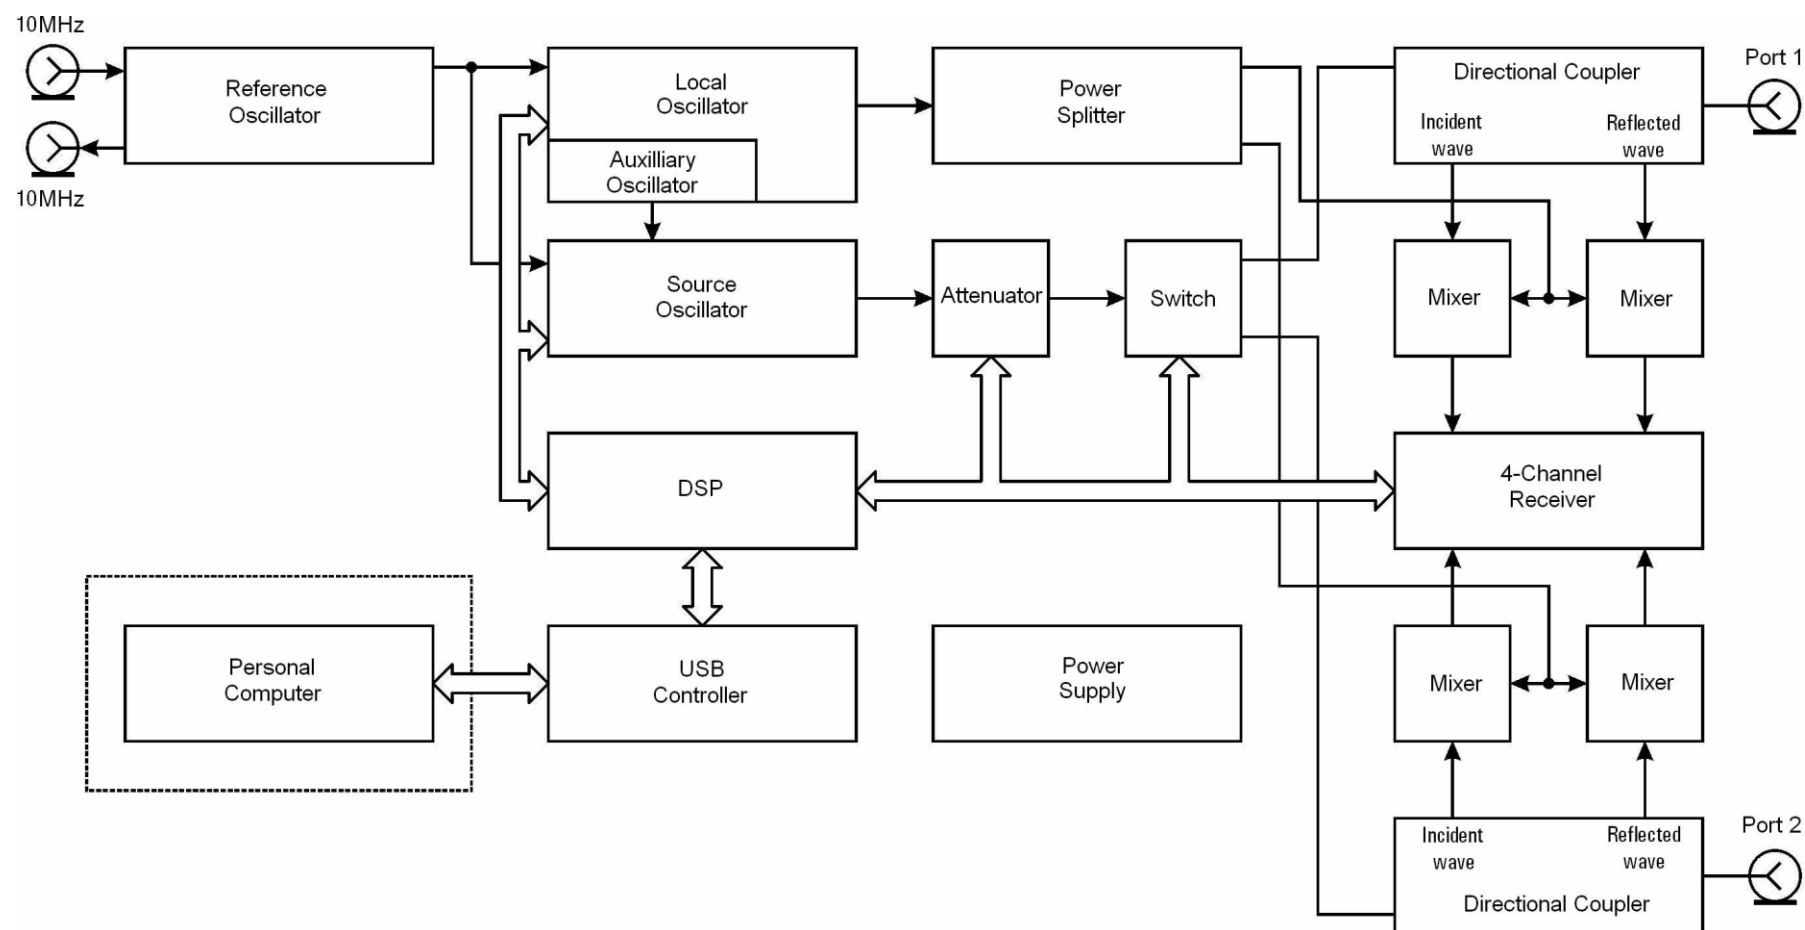 10MHz
10MHz
Reference
Oscillator
Local
Oscillator
Auxilliary
Oscillator
Power
Splitter
Directional Coupler
Incident
wave
Reflected
wave
Port 1
Source
Oscillator
Attenuator
Switch
Mixer
Mixer
DSP
4-Channel
Receiver
Personal
Computer
USB
Controller
Power
Supply
Mixer
Mixer
Incident
wave
Reflected
wave
Directional Coupler
Port 2